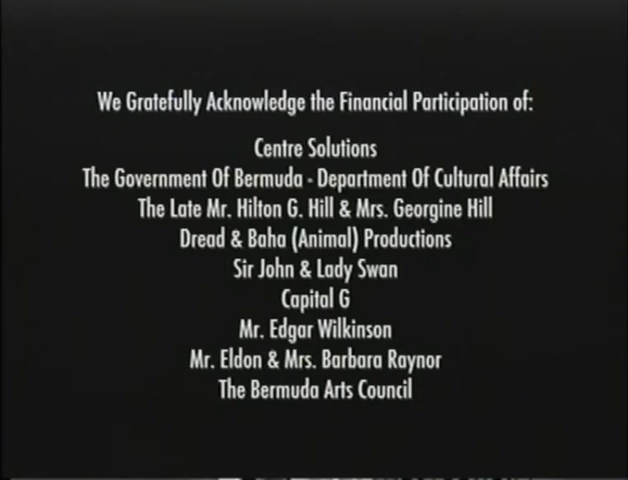 We Gratefully Acknowledge the Financial Participation of:
Centre Solutions
The Government Of Bermuda - Department Of Cultural Affairs
The Late Mr. Hilton G. Hill & Mrs. Georgine Hill
Dread & Baha (Animal) Productions
Sir John & Lady Swan
Capital G
Mr. Edgar Wilkinson
Mr. Eldon & Mrs. Barbara Raynor
The Bermuda Arts Council